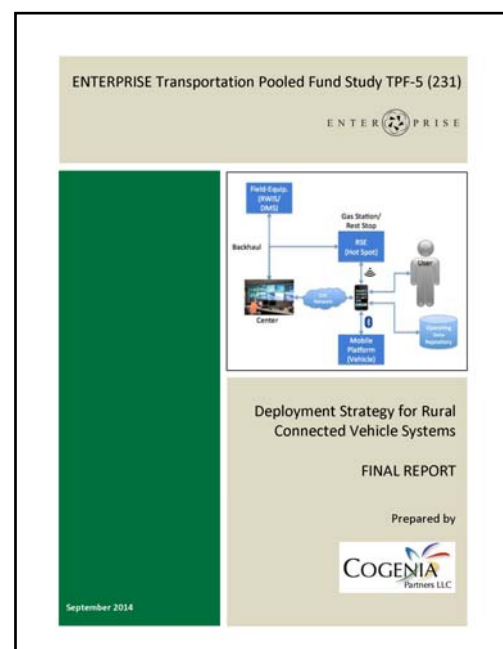 ENTERPRISE Transportation Pooled Fund Study TPF-5 (231)
ENTERPRISE
Field-Equip.
(RWIS/
DMS)
Gas Station/
Rest Stop
Backhaul
RSE
(Hot Spot)
User
Center
Cell
Network
Mobile
Platform
(Vehicle)
Operating
Data
Repository
Deployment Strategy for Rural
Connected Vehicle Systems
FINAL REPORT
Prepared by
COGENIA
Partners LLC
September 2014